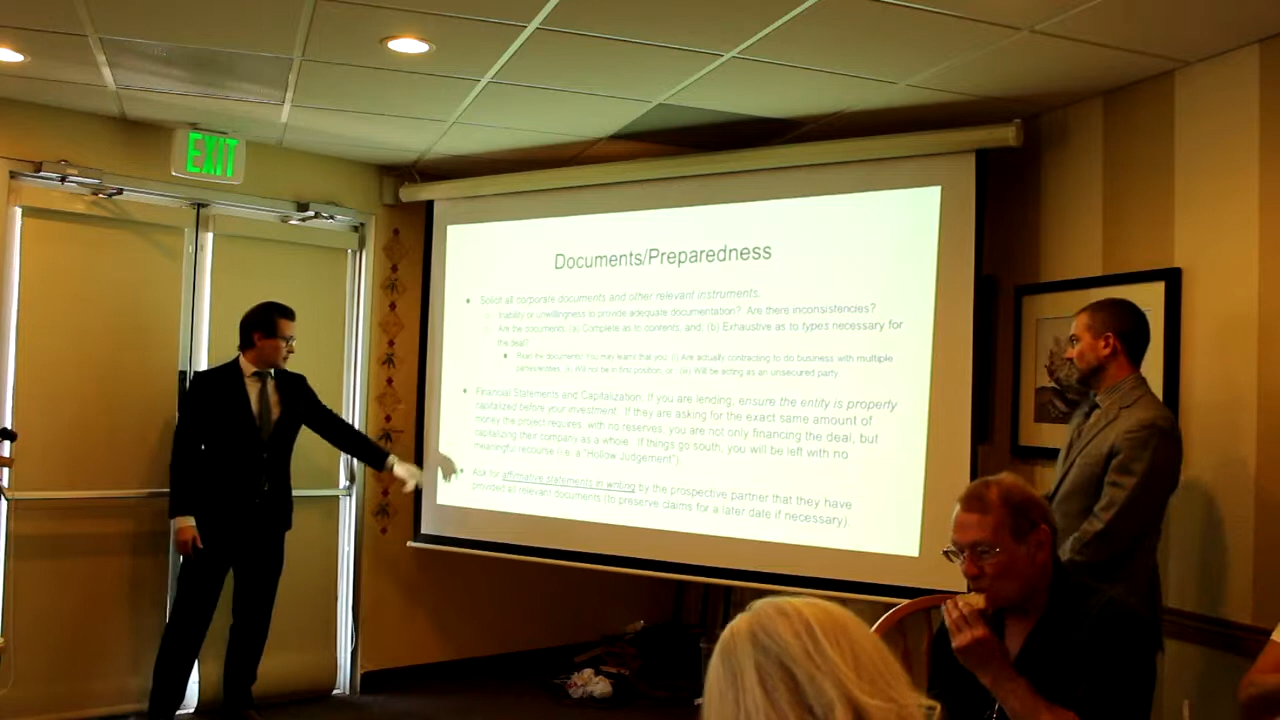 EXIT
Documents/Preparedness
Solicit all corporate documents and other relevant instruments.
Inability or unwillingness to provide adequate documentation? Are there inconsistencies?
Are the documents: (a) Complete as to contents, and, (b) Exhaustive as to types necessary for
the deal?
Read the documents! You may learn that you: (i) Are actually contracting to do business with multiple
parties/entities, (ii) Will not be in first position, or, (iii) Will be acting as an unsecured party.
Financial Statements and Capitalization: If you are lending, ensure the entity is properly
capitalized before your investment. If they are asking for the exact same amount of
money the project requires, with no reserves, you are not only financing the deal, but
capitalizing their company as a whole. If things go south, you will be left with no
meaningful recourse (i.e. a "Hollow Judgement").
Ask for affirmative statements in writing by the prospective partner that they have
provided all relevant documents (to preserve claims for a later date if necessary).